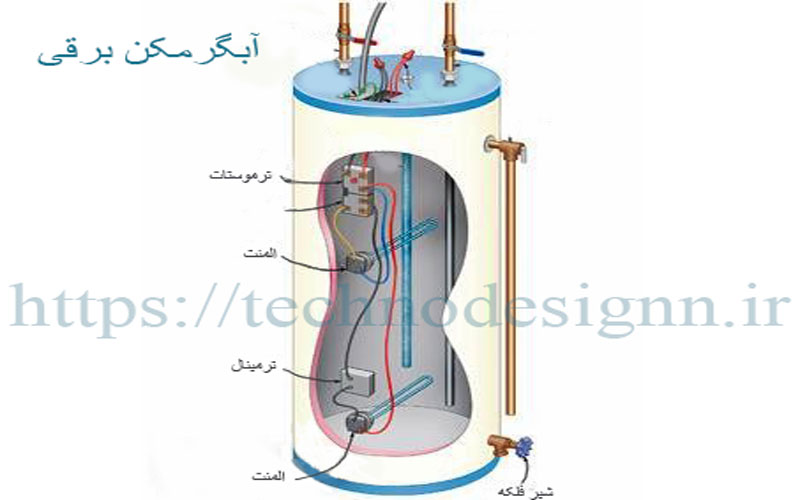 آبگرمکن برقی
ترموستات
المنت
https://technodesignn.ir
ترمینال
المنت
شیر فلکه